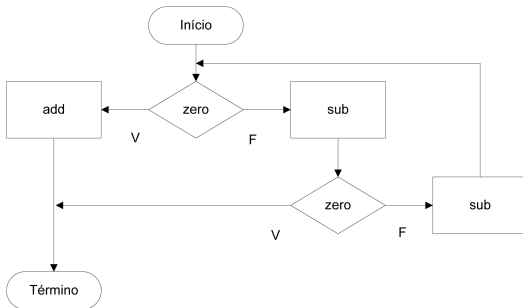 Início
add
zero
sub
V
F
zero
sub
V
F
Término